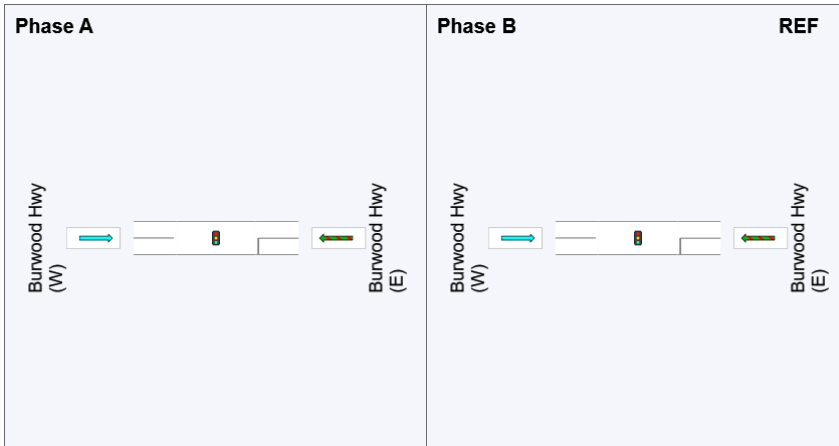 Phase A
Burwood Hwy
(W)
Burwood Hwy
(E)
Phase B
REF
Burwood Hwy
(W)
Burwood Hwy
(E)